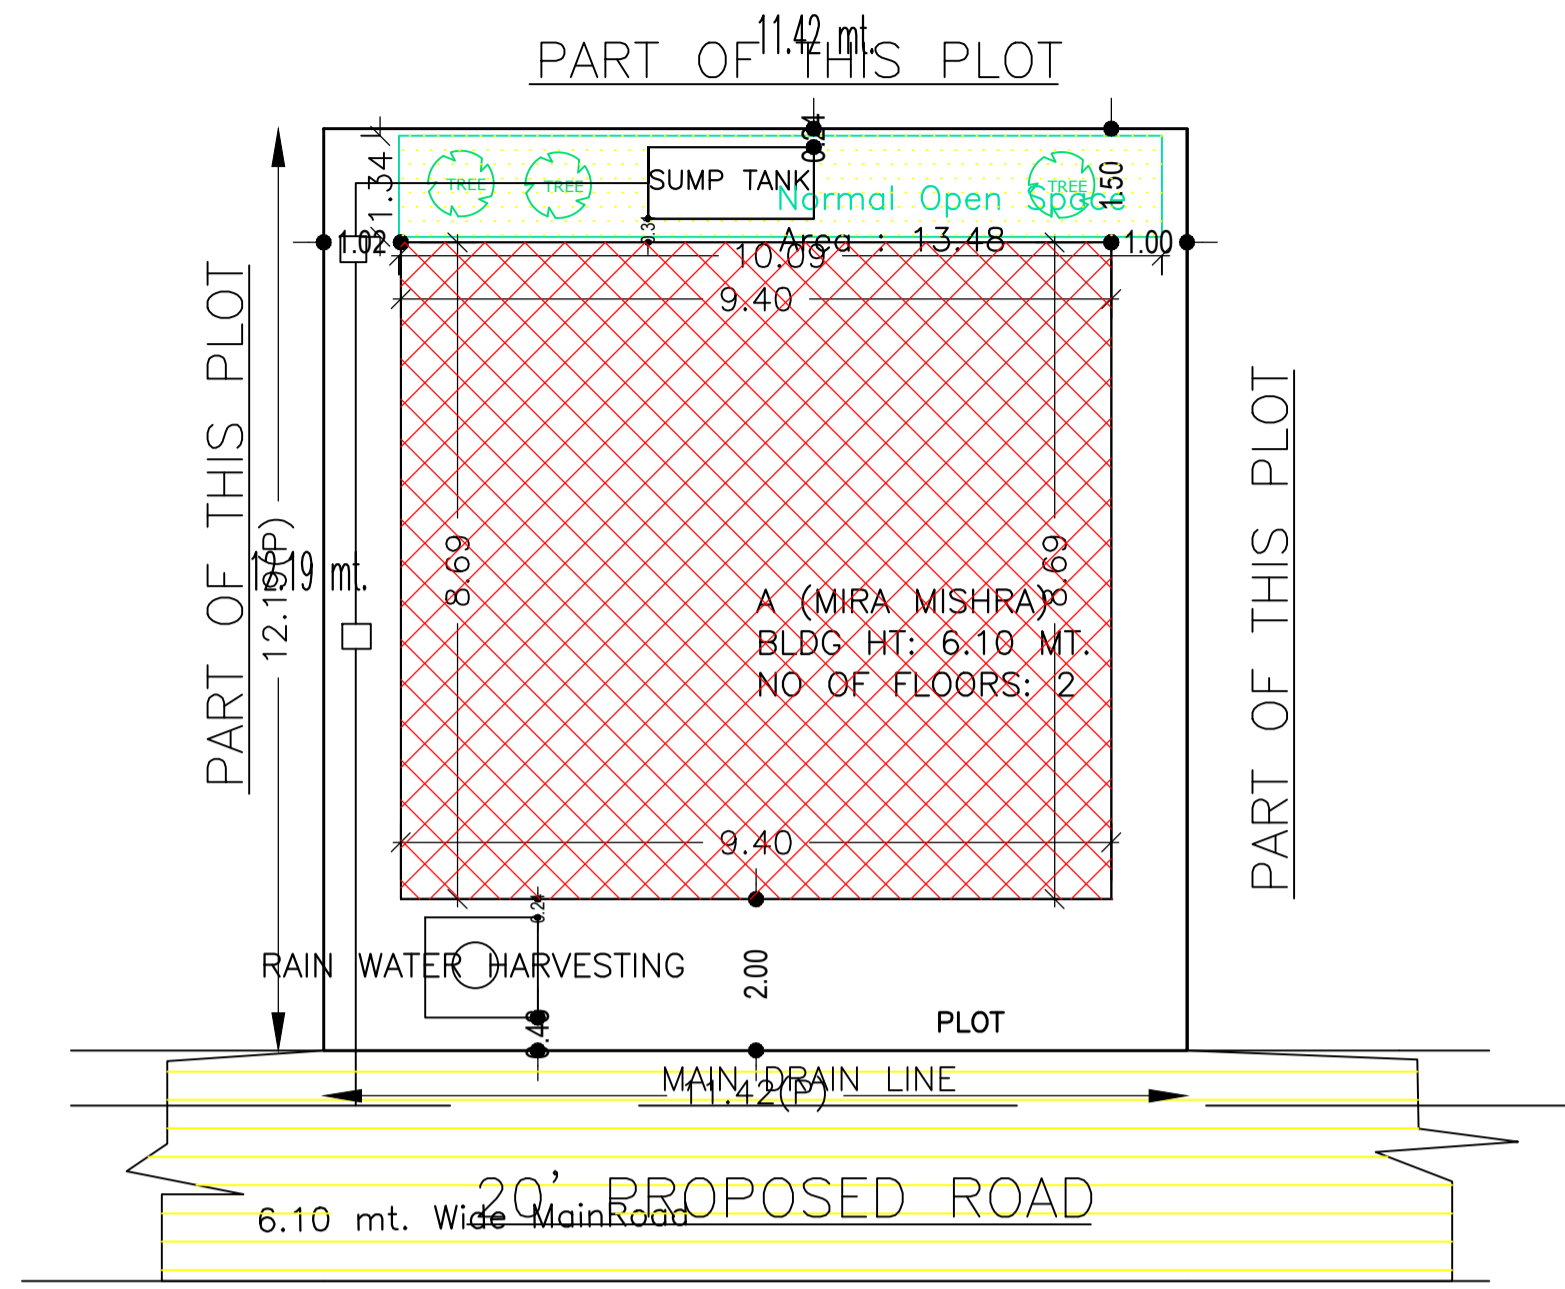 11.42 mt.
PART OF THIS PLOT
0.24
1.34
TREE
TREE
SUMP TANK
TREE
1.50
Normal Open Space
Area : 13.48
1.02
1.00
10.09
9.40
PART OF THIS PLOT
12.19(P)
12.19 mt.
8.69
8.69
PART OF THIS PLOT
A (MIRA MISHRA)
BLDG HT: 6.10 MT.
NO OF FLOORS: 2
9.40
0.24
RAIN WATER HARVESTING
2.00
PLOT
MAIN DRAIN LINE
11.42(P)
20' PROPOSED ROAD
6.10 mt. Wide MainRoad